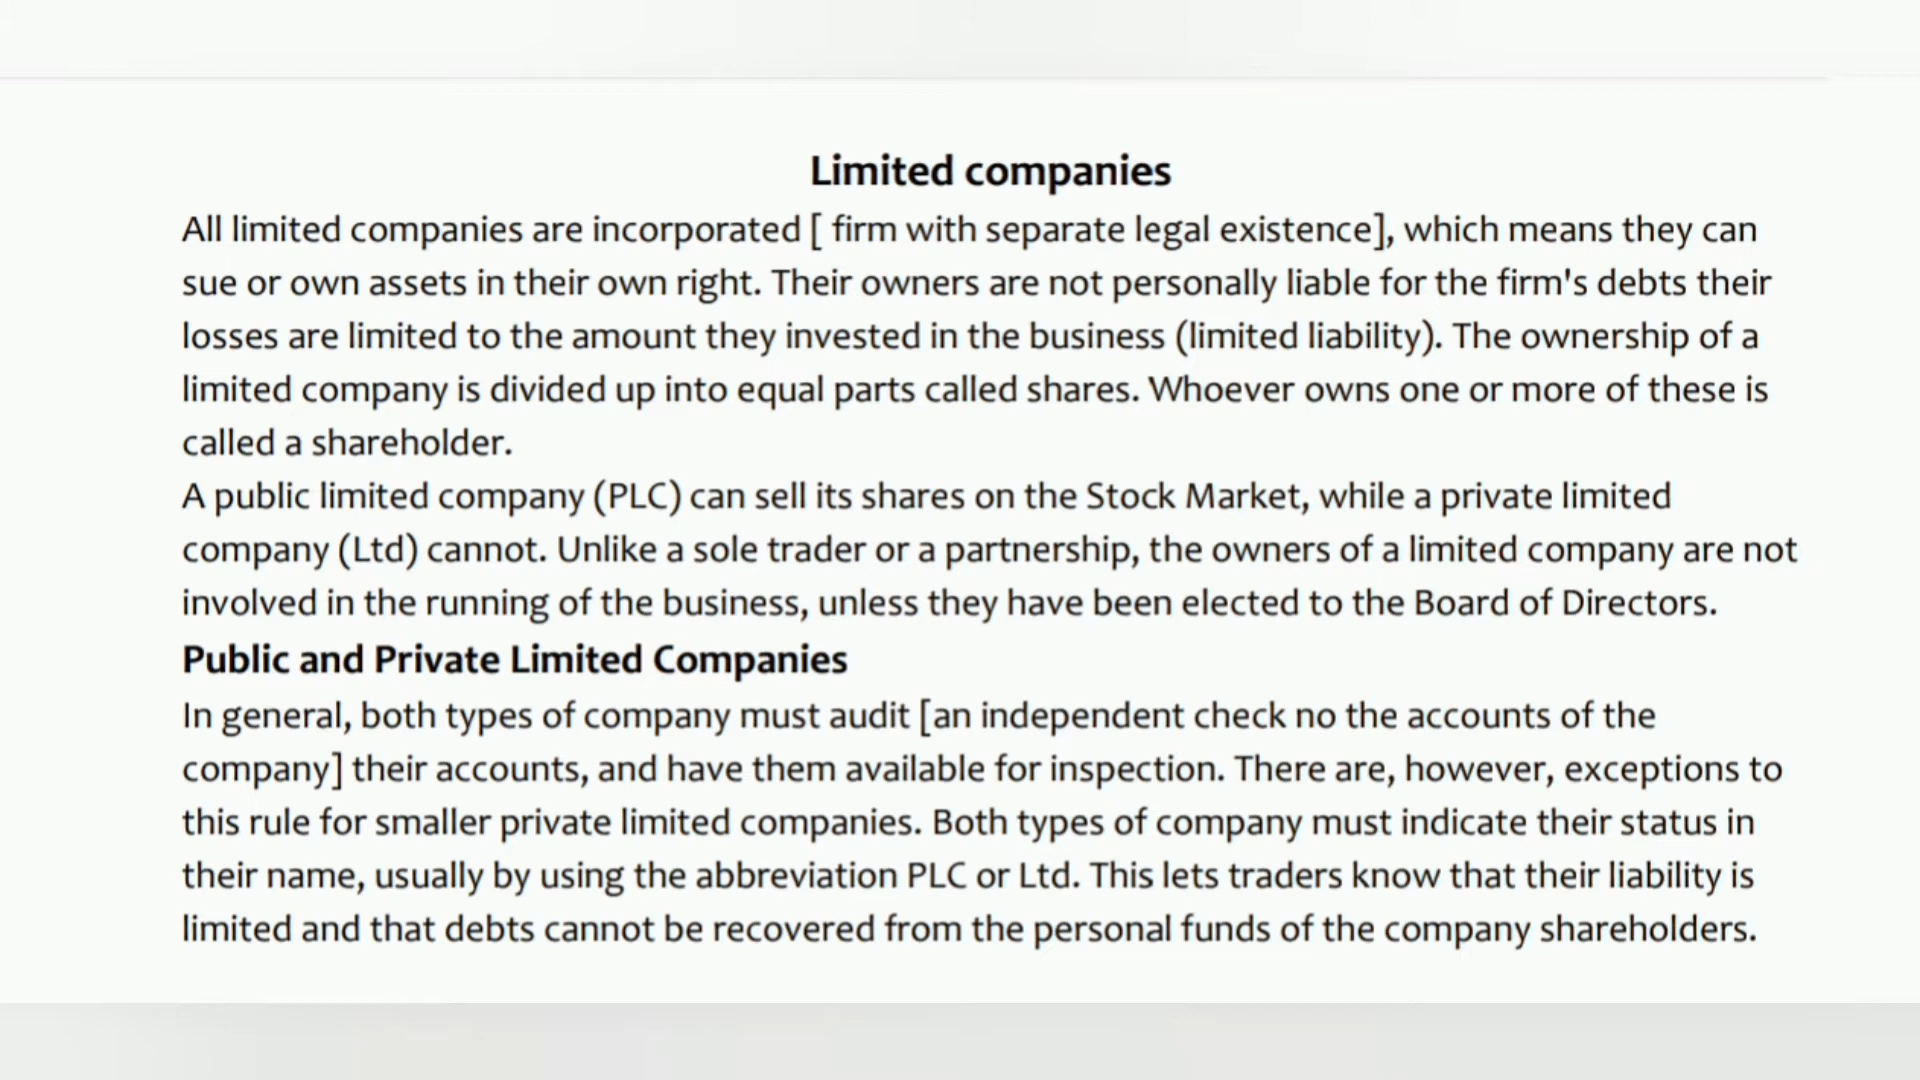 Limited companies
All limited companies are incorporated [ firm with separate legal existence], which means they can
sue or own assets in their own right. Their owners are not personally liable for the firm's debts their
losses are limited to the amount they invested in the business (limited liability). The ownership of a
limited company is divided up into equal parts called shares. Whoever owns one or more of these is
called a shareholder.
A public limited company (PLC) can sell its shares on the Stock Market, while a private limited
company (Ltd) cannot. Unlike a sole trader or a partnership, the owners of a limited company are not
involved in the running of the business, unless they have been elected to the Board of Directors.
Public and Private Limited Companies
In general, both types of company must audit [an independent check no the accounts of the
company] their accounts, and have them available for inspection. There are, however, exceptions to
this rule for smaller private limited companies. Both types of company must indicate their status in
their name, usually by using the abbreviation PLC or Ltd. This lets traders know that their liability is
limited and that debts cannot be recovered from the personal funds of the company shareholders.